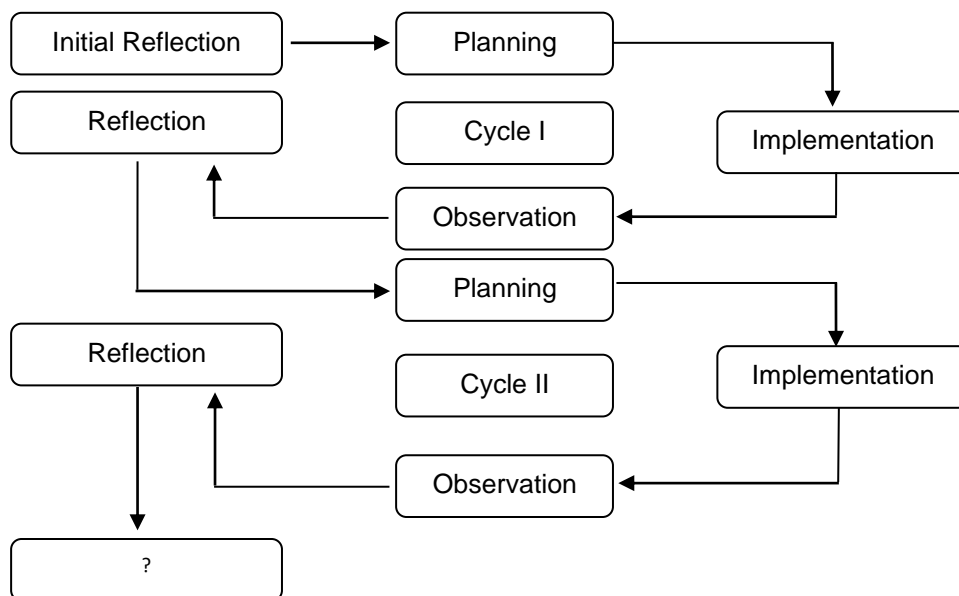 Initial Reflection
Planning
Reflection
Cycle I
Implementation
Observation
Planning
Reflection
Cycle II
Implementation
Observation
?